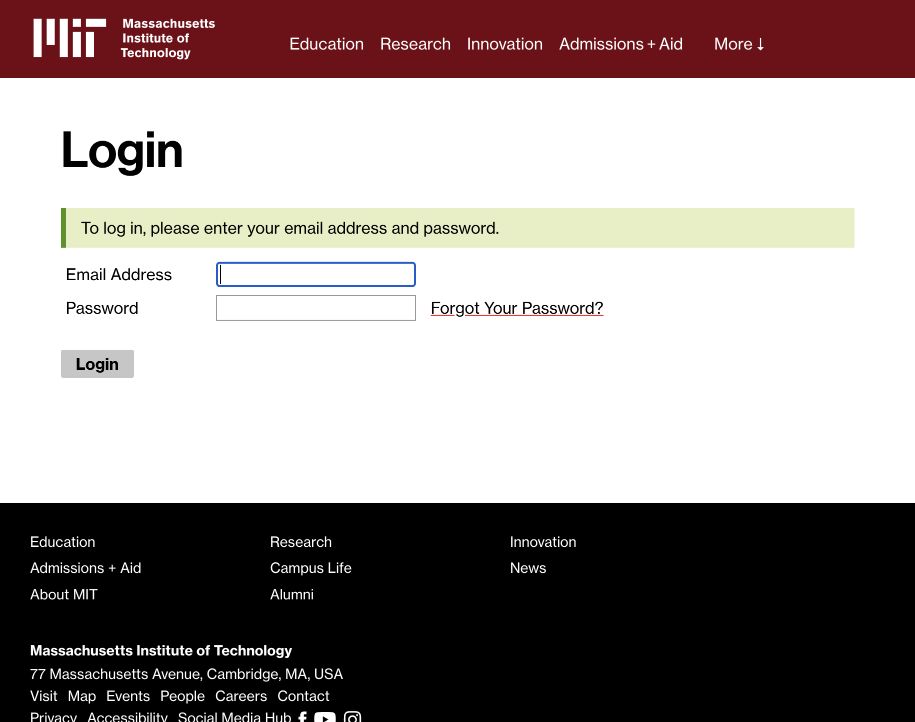 MIT
Massachusetts
Institute of
Technology
Education Research Innovation Admissions + Aid More ↓
Login
To log in, please enter your email address and password.
Email Address
Password Forgot Your Password?
Login
Education Research Innovation
Admissions + Aid Campus Life News
About MIT Alumni
Massachusetts Institute of Technology
77 Massachusetts Avenue, Cambridge, MA, USA
Visit Map Events People Careers Contact
Privacy Accessibility Social Media Hub